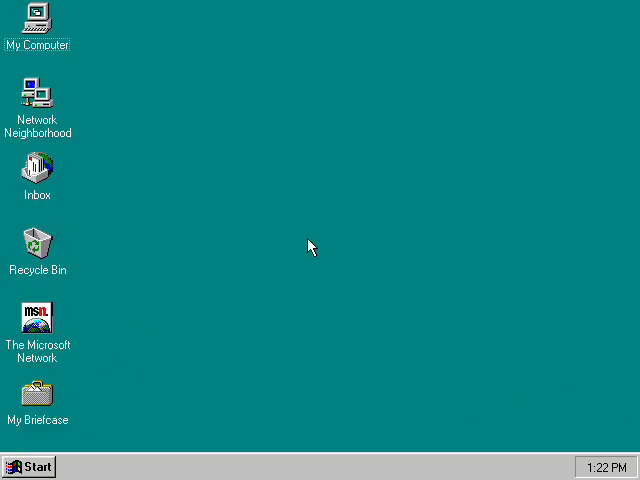 My Computer
Network
Neighborhood
Inbox
Recycle Bin
msn.
The Microsoft
Network
My Briefcase
Start
1:22 PM